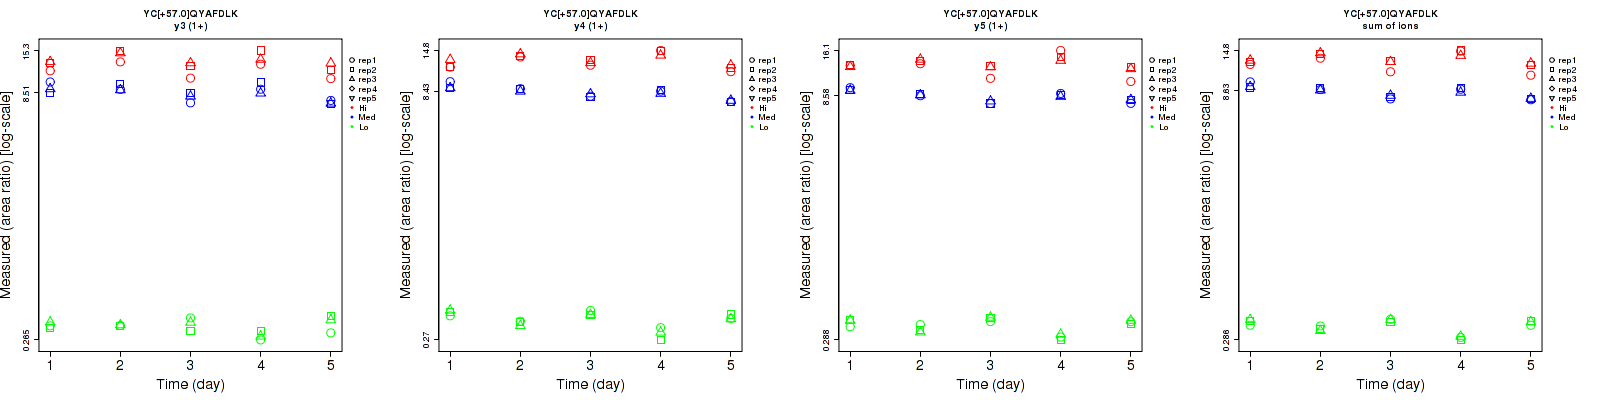 YC[+57.0]QYAFDLK
y3 (1+)
Measured (area ratio) [log-scale]
15.3
8.51
0.265
1 2 3 4 5
Time (day)
rep1
rep2
rep3
rep4
rep5
Hi
Med
Lo
YC[+57.0]QYAFDLK
y4 (1+)
Measured (area ratio) [log-scale]
14.8
8.43
0.27
1 2 3 4 5
Time (day)
rep1
rep2
rep3
rep4
rep5
Hi
Med
Lo
YC[+57.0]QYAFDLK
y5 (1+)
Measured (area ratio) [log-scale]
16.1
8.58
0.288
1 2 3 4 5
Time (day)
rep1
rep2
rep3
rep4
rep5
Hi
Med
Lo
YC[+57.0]QYAFDLK
sum of ions
Measured (area ratio) [log-scale]
14.8
8.63
0.286
1 2 3 4 5
Time (day)
rep1
rep2
rep3
rep4
rep5
Hi
Med
Lo